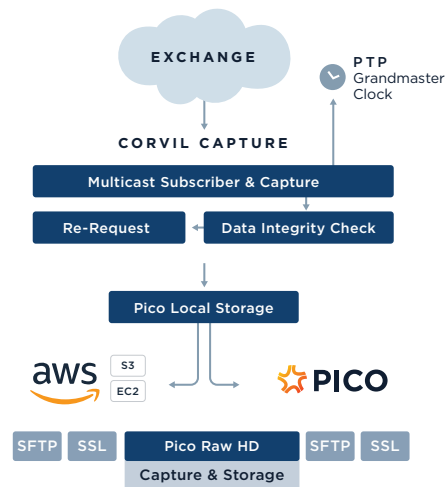 EXCHANGE
PTP
Grandmaster
Clock
CORVIL CAPTURE
Multicast Subscriber & Capture
Re-Request
Data Integrity Check
Pico Local Storage
aws
S3
EC2
PICO
SFTP
SSL
Pico Raw HD
SFTP
SSL
Capture & Storage